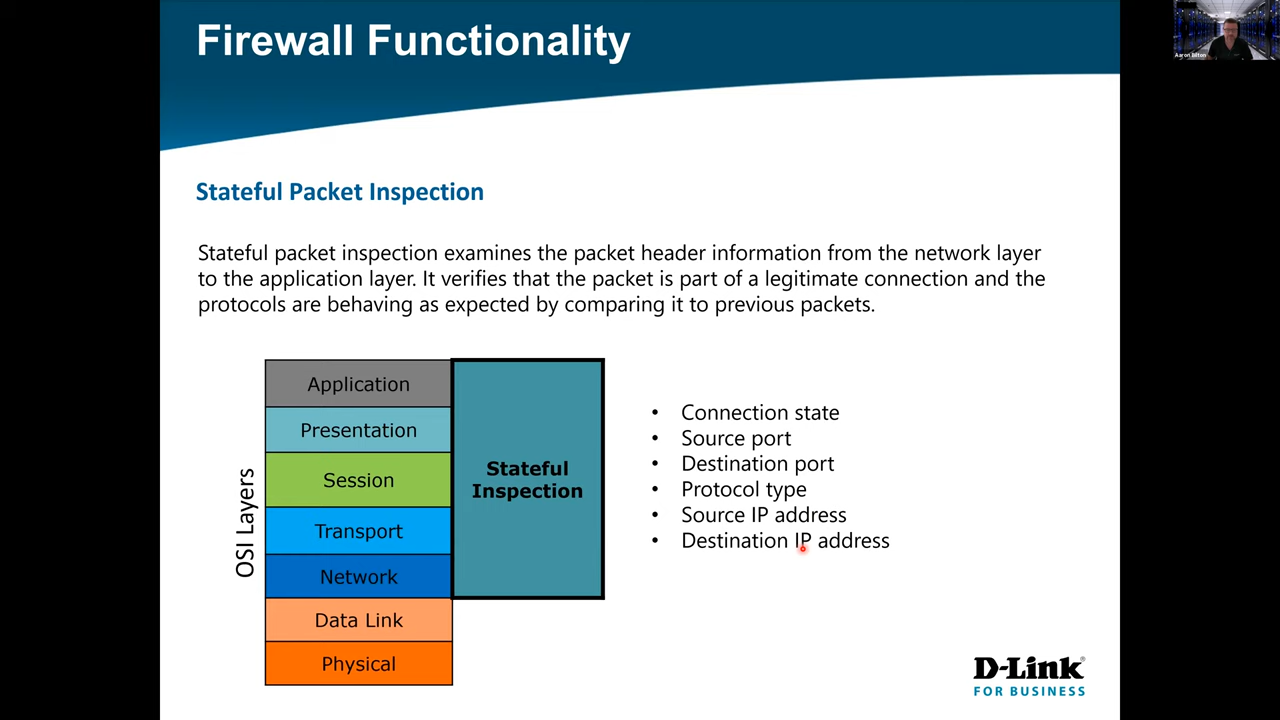 Firewall Functionality
Aaron Bilton
Stateful Packet Inspection
Stateful packet inspection examines the packet header information from the network layer
to the application layer. It verifies that the packet is part of a legitimate connection and the
protocols are behaving as expected by comparing it to previous packets.
OSI Layers
Application
Presentation
Session
Transport
Network
Data Link
Physical
Stateful
Inspection
• Connection state
• Source port
• Destination port
• Protocol type
• Source IP address
• Destination IP address
D-Link®
FOR BUSINESS